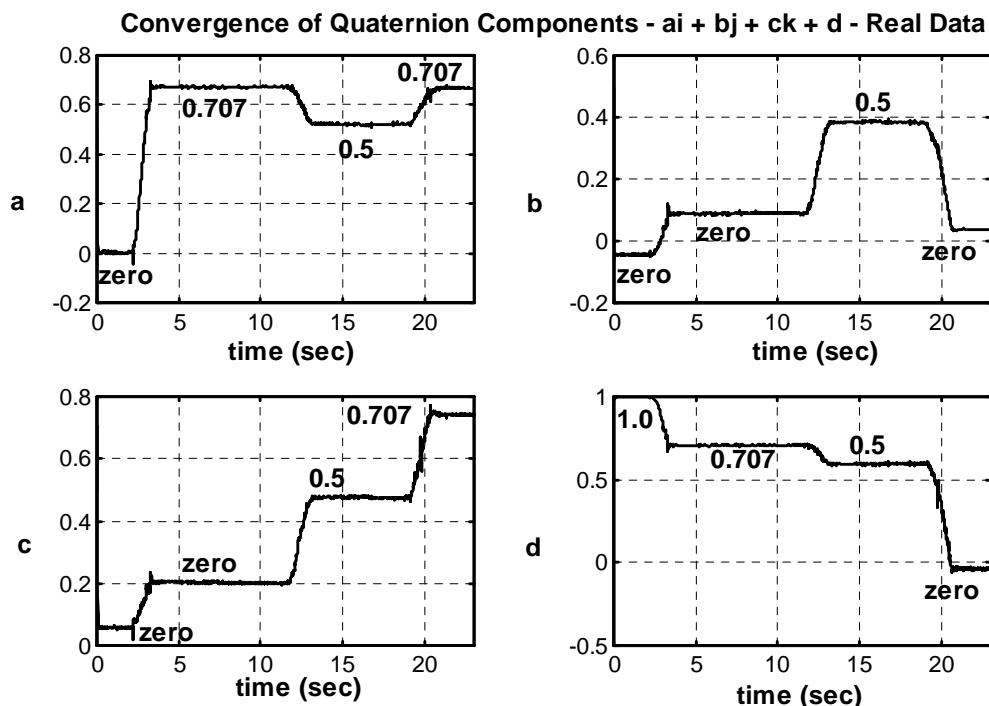 Convergence of Quaternion Components - ai + bj + ck + d - Real Data
0.8
0.6
0.4
0.2
0
-0.2
a
0.707
0.5
0.707
zero
0 5 10 15 20
time (sec)
0.6
0.4
0.2
0
-0.2
b
0.5
zero
zero
zero
0 5 10 15 20
time (sec)
0.8
0.6
0.4
0.2
0
c
0.707
0.5
zero
zero
0 5 10 15 20
time (sec)
1
0.5
0
-0.5
d
1.0
0.707
0.5
zero
0 5 10 15 20
time (sec)